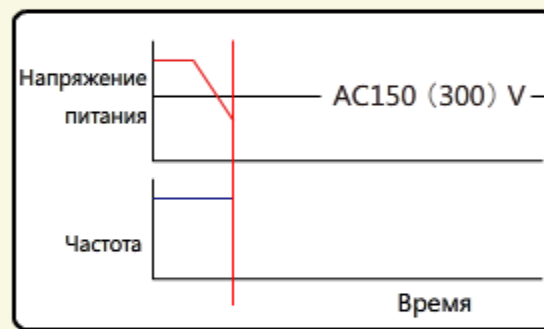 Напряжение
питания
AC150（300）V
Частота
Время